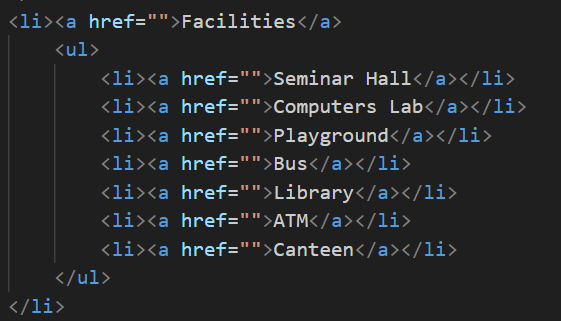 <li><a href="">Facilities</a>
<ul>
<li><a href="">Seminar Hall</a></li>
<li><a href="">Computers Lab</a></li>
<li><a href="">Playground</a></li>
<li><a href="">Bus</a></li>
<li><a href="">Library</a></li>
<li><a href="">ATM</a></li>
<li><a href="">Canteen</a></li>
</ul>
</li>